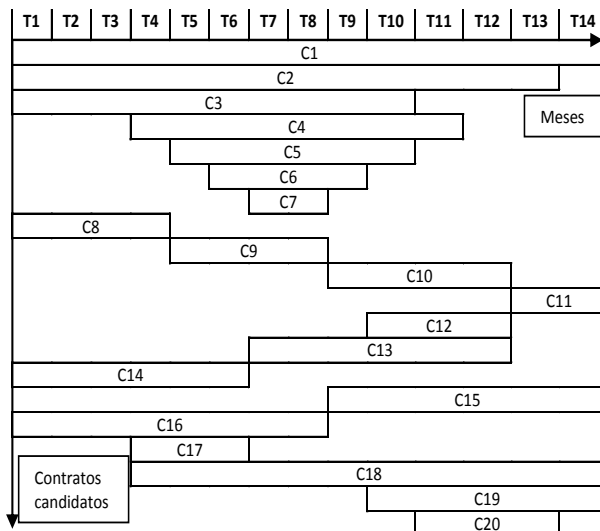 T1 T2 T3 T4 T5 T6 T7 T8 T9 T10 T11 T12 T13 T14
C1
C2
C3
C4
Meses
C5
C6
C7
C8
C9
C10
C11
C12
C13
C14
C15
C16
C17
C18
Contratos
candidatos
C19
C20